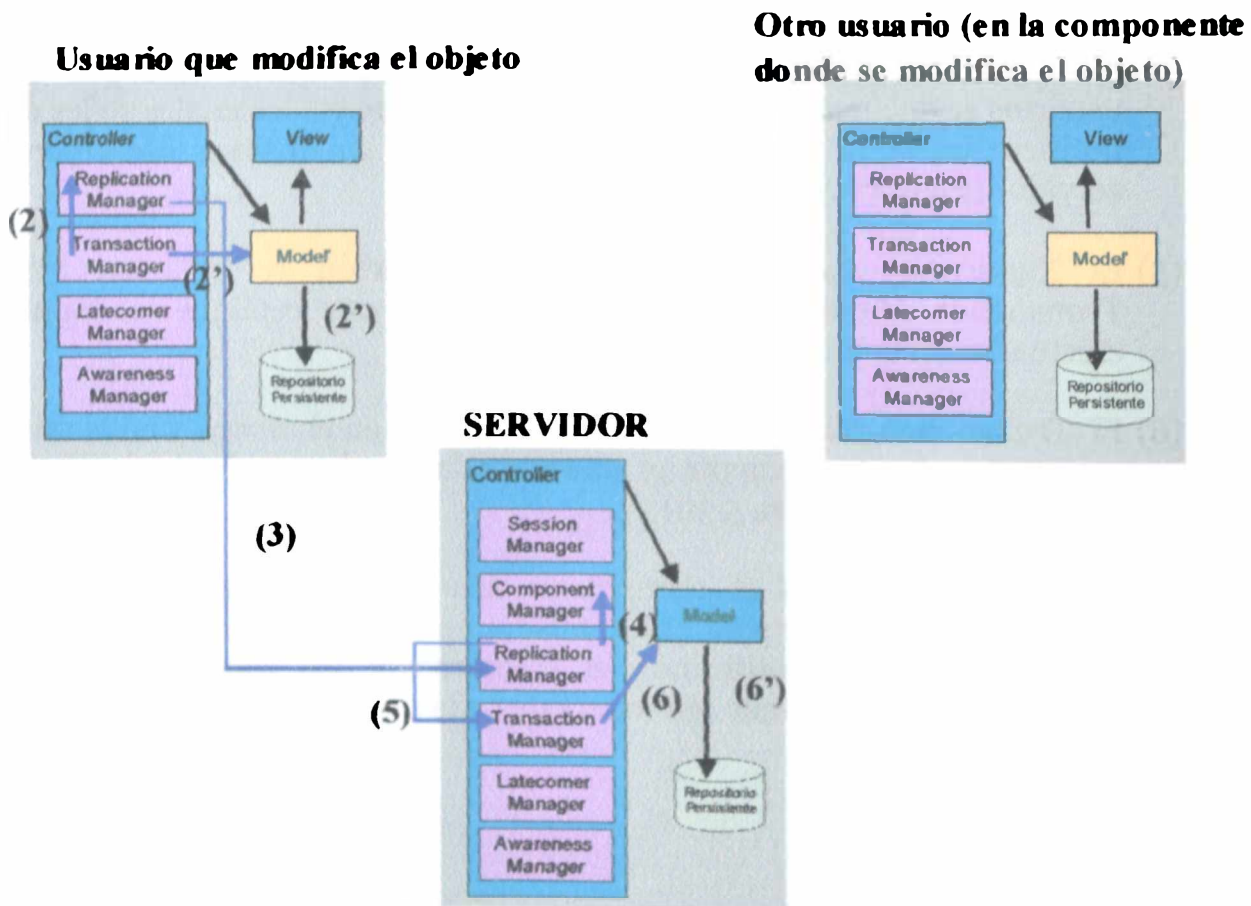 Usuario que modifica el objeto
Controller
Replication
Manager
Transaction
Manager
Latecomer
Manager
Awareness
Manager
View
Model
Repositorio
Persistente
(2)
(2')
(2')
Otro usuario (en la componente
donde se modifica el objeto)
Controller
Replication
Manager
Transaction
Manager
Latecomer
Manager
Awareness
Manager
View
Model
Repositorio
Persistente
(3)
SERVIDOR
Controller
Session
Manager
Component
Manager
Replication
Manager
Transaction
Manager
Latecomer
Manager
Awareness
Manager
Model
Repositorio
Persistente
(4)
(5)
(6)
(6')